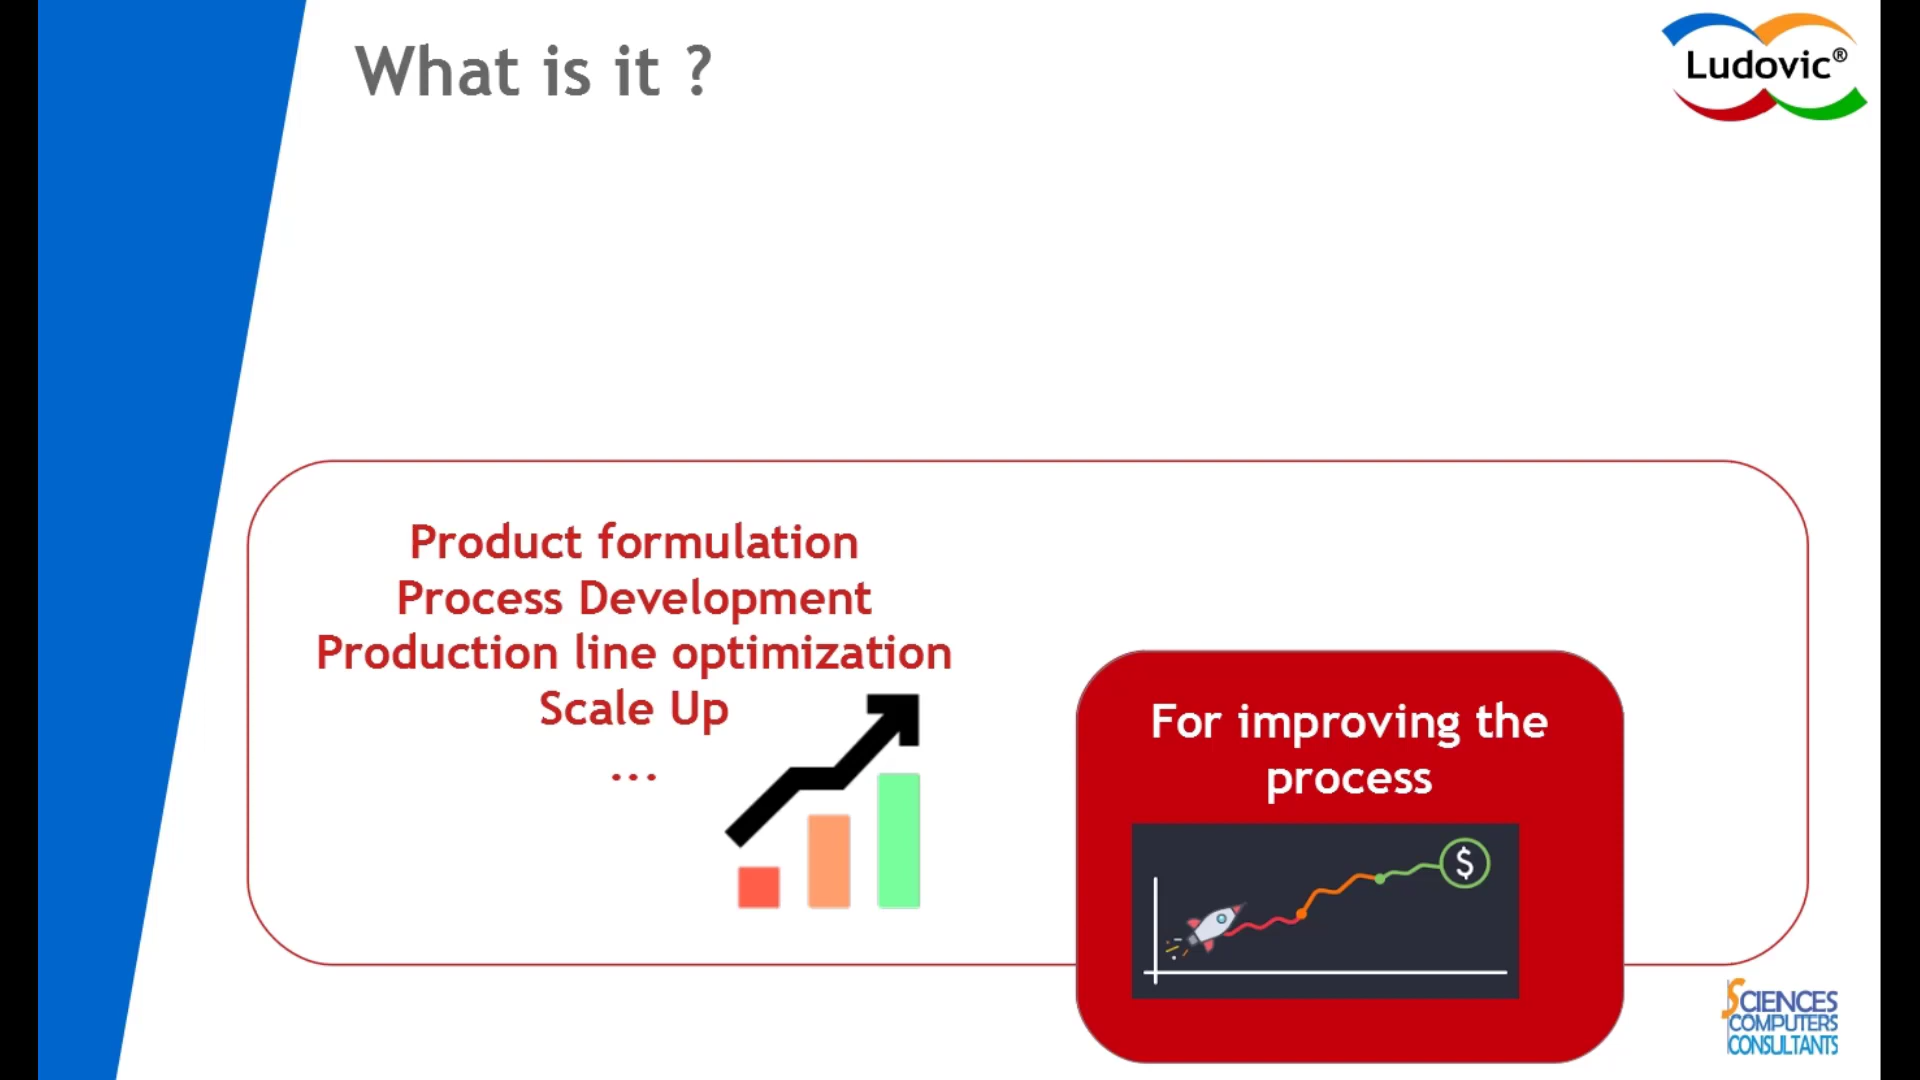 What is it ?
Ludovic®
Product formulation
Process Development
Production line optimization
Scale Up
...
For improving the
process
$
SCIENCES
COMPUTERS
CONSULTANTS